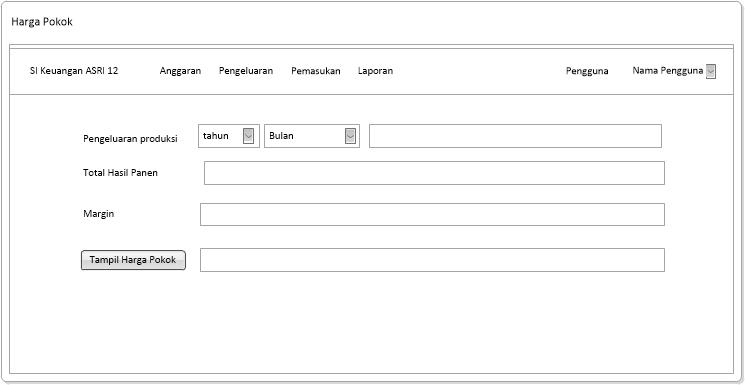 Harga Pokok
SI Keuangan ASRI 12 Anggaran Pengeluaran Pemasukan Laporan Pengguna Nama Pengguna
Pengeluaran produksi tahun Bulan
Total Hasil Panen
Margin
Tampil Harga Pokok